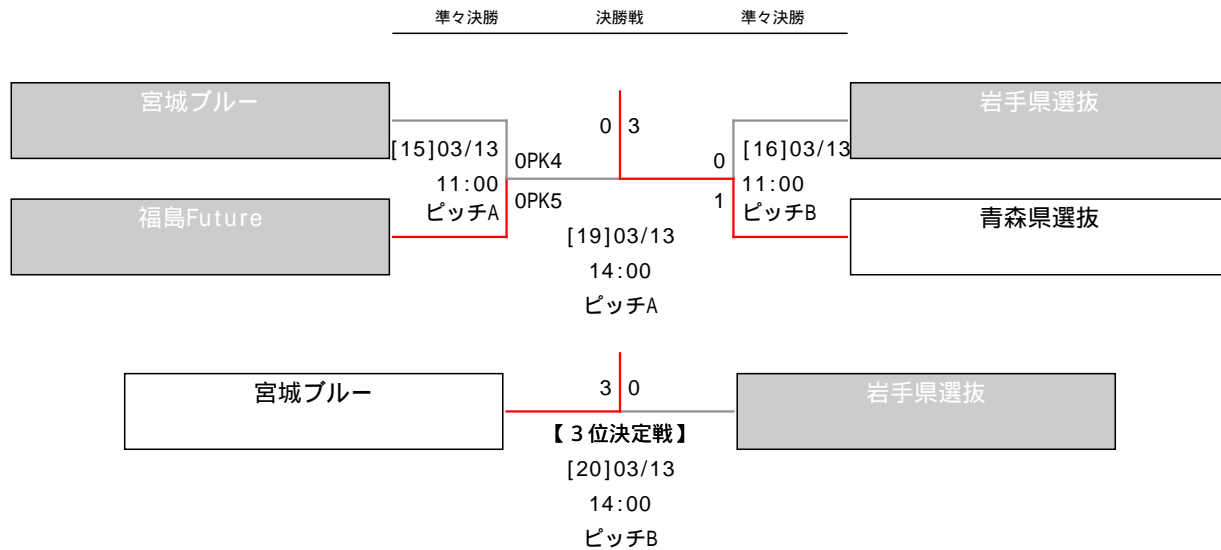 準々決勝 決勝戦 準々決勝
宮城ブルー 岩手県選抜
0 3
[15]03/13 0PK4 0 [16]03/13
11:00 11:00
ピッチA 0PK5 1 ピッチB
福島Future 青森県選抜
[19]03/13
14:00
ピッチA
宮城ブルー 3 0 岩手県選抜
【３位決定戦】
[20]03/13
14:00
ピッチB